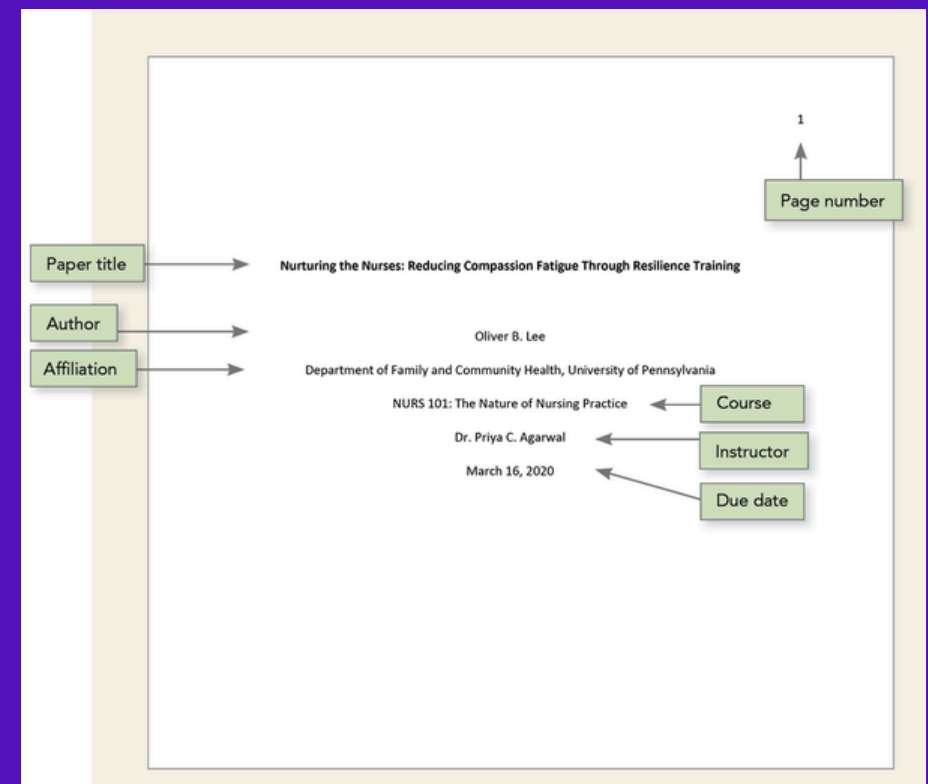 1
Page number
Paper title
Nurturing the Nurses: Reducing Compassion Fatigue Through Resilience Training
Author
Oliver B. Lee
Affiliation
Department of Family and Community Health, University of Pennsylvania
NURS 101: The Nature of Nursing Practice
Course
Dr. Priya C. Agarwal
Instructor
March 16, 2020
Due date